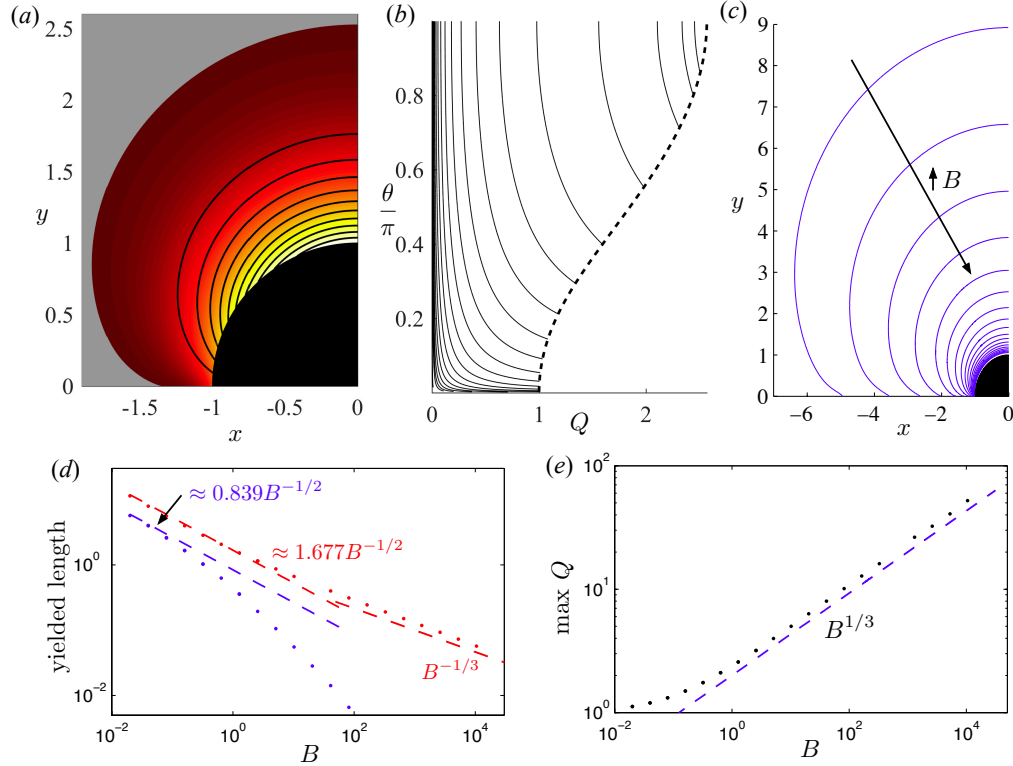 (a)
2.5
2
1.5
y
1
0.5
0
-1.5
-1
-0.5
0
x
(b)
0.8
0.6
θ/π
0.4
0.2
0
1
2
Q
(c)
9
8
7
6
5
4
3
2
1
0
y
B
−6
−4
−2
0
x
(d)
≈ 0.839B^{-1/2}
≈ 1.677B^{-1/2}
B^{-1/3}
yielded length
10^0
10^{-2}
10^{-2}
10^0
10^2
10^4
B
(e)
10^2
10^1
10^0
max Q
B^{1/3}
10^{-2}
10^0
10^2
10^4
B